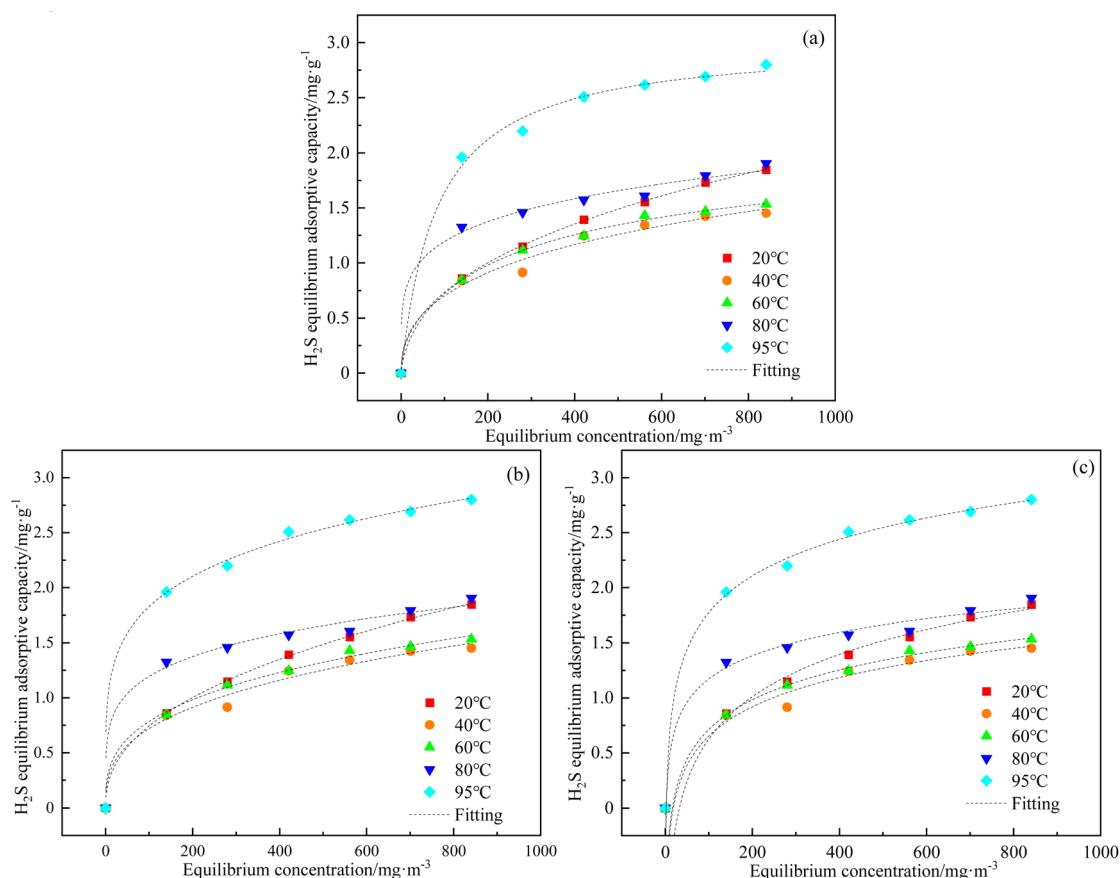 (a)
3.0
2.5
2.0
1.5
1.0
0.5
0
H₂S equilibrium adsorptive capacity/mg·g⁻¹
20℃
40℃
60℃
80℃
95℃
Fitting
0 200 400 600 800 1000
Equilibrium concentration/mg·m⁻³
(b)
3.0
2.5
2.0
1.5
1.0
0.5
0
H₂S equilibrium adsorptive capacity/mg·g⁻¹
20℃
40℃
60℃
80℃
95℃
Fitting
0 200 400 600 800 1000
Equilibrium concentration/mg·m⁻³
(c)
3.0
2.5
2.0
1.5
1.0
0.5
0
H₂S equilibrium adsorptive capacity/mg·g⁻¹
20℃
40℃
60℃
80℃
95℃
Fitting
0 200 400 600 800 1000
Equilibrium concentration/mg·m⁻³